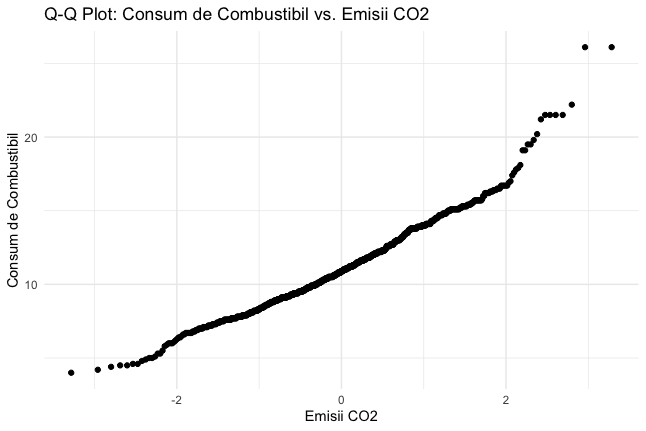 Q-Q Plot: Consum de Combustibil vs. Emisii CO2
Consum de Combustibil
20
10
-2
0
2
Emisii CO2